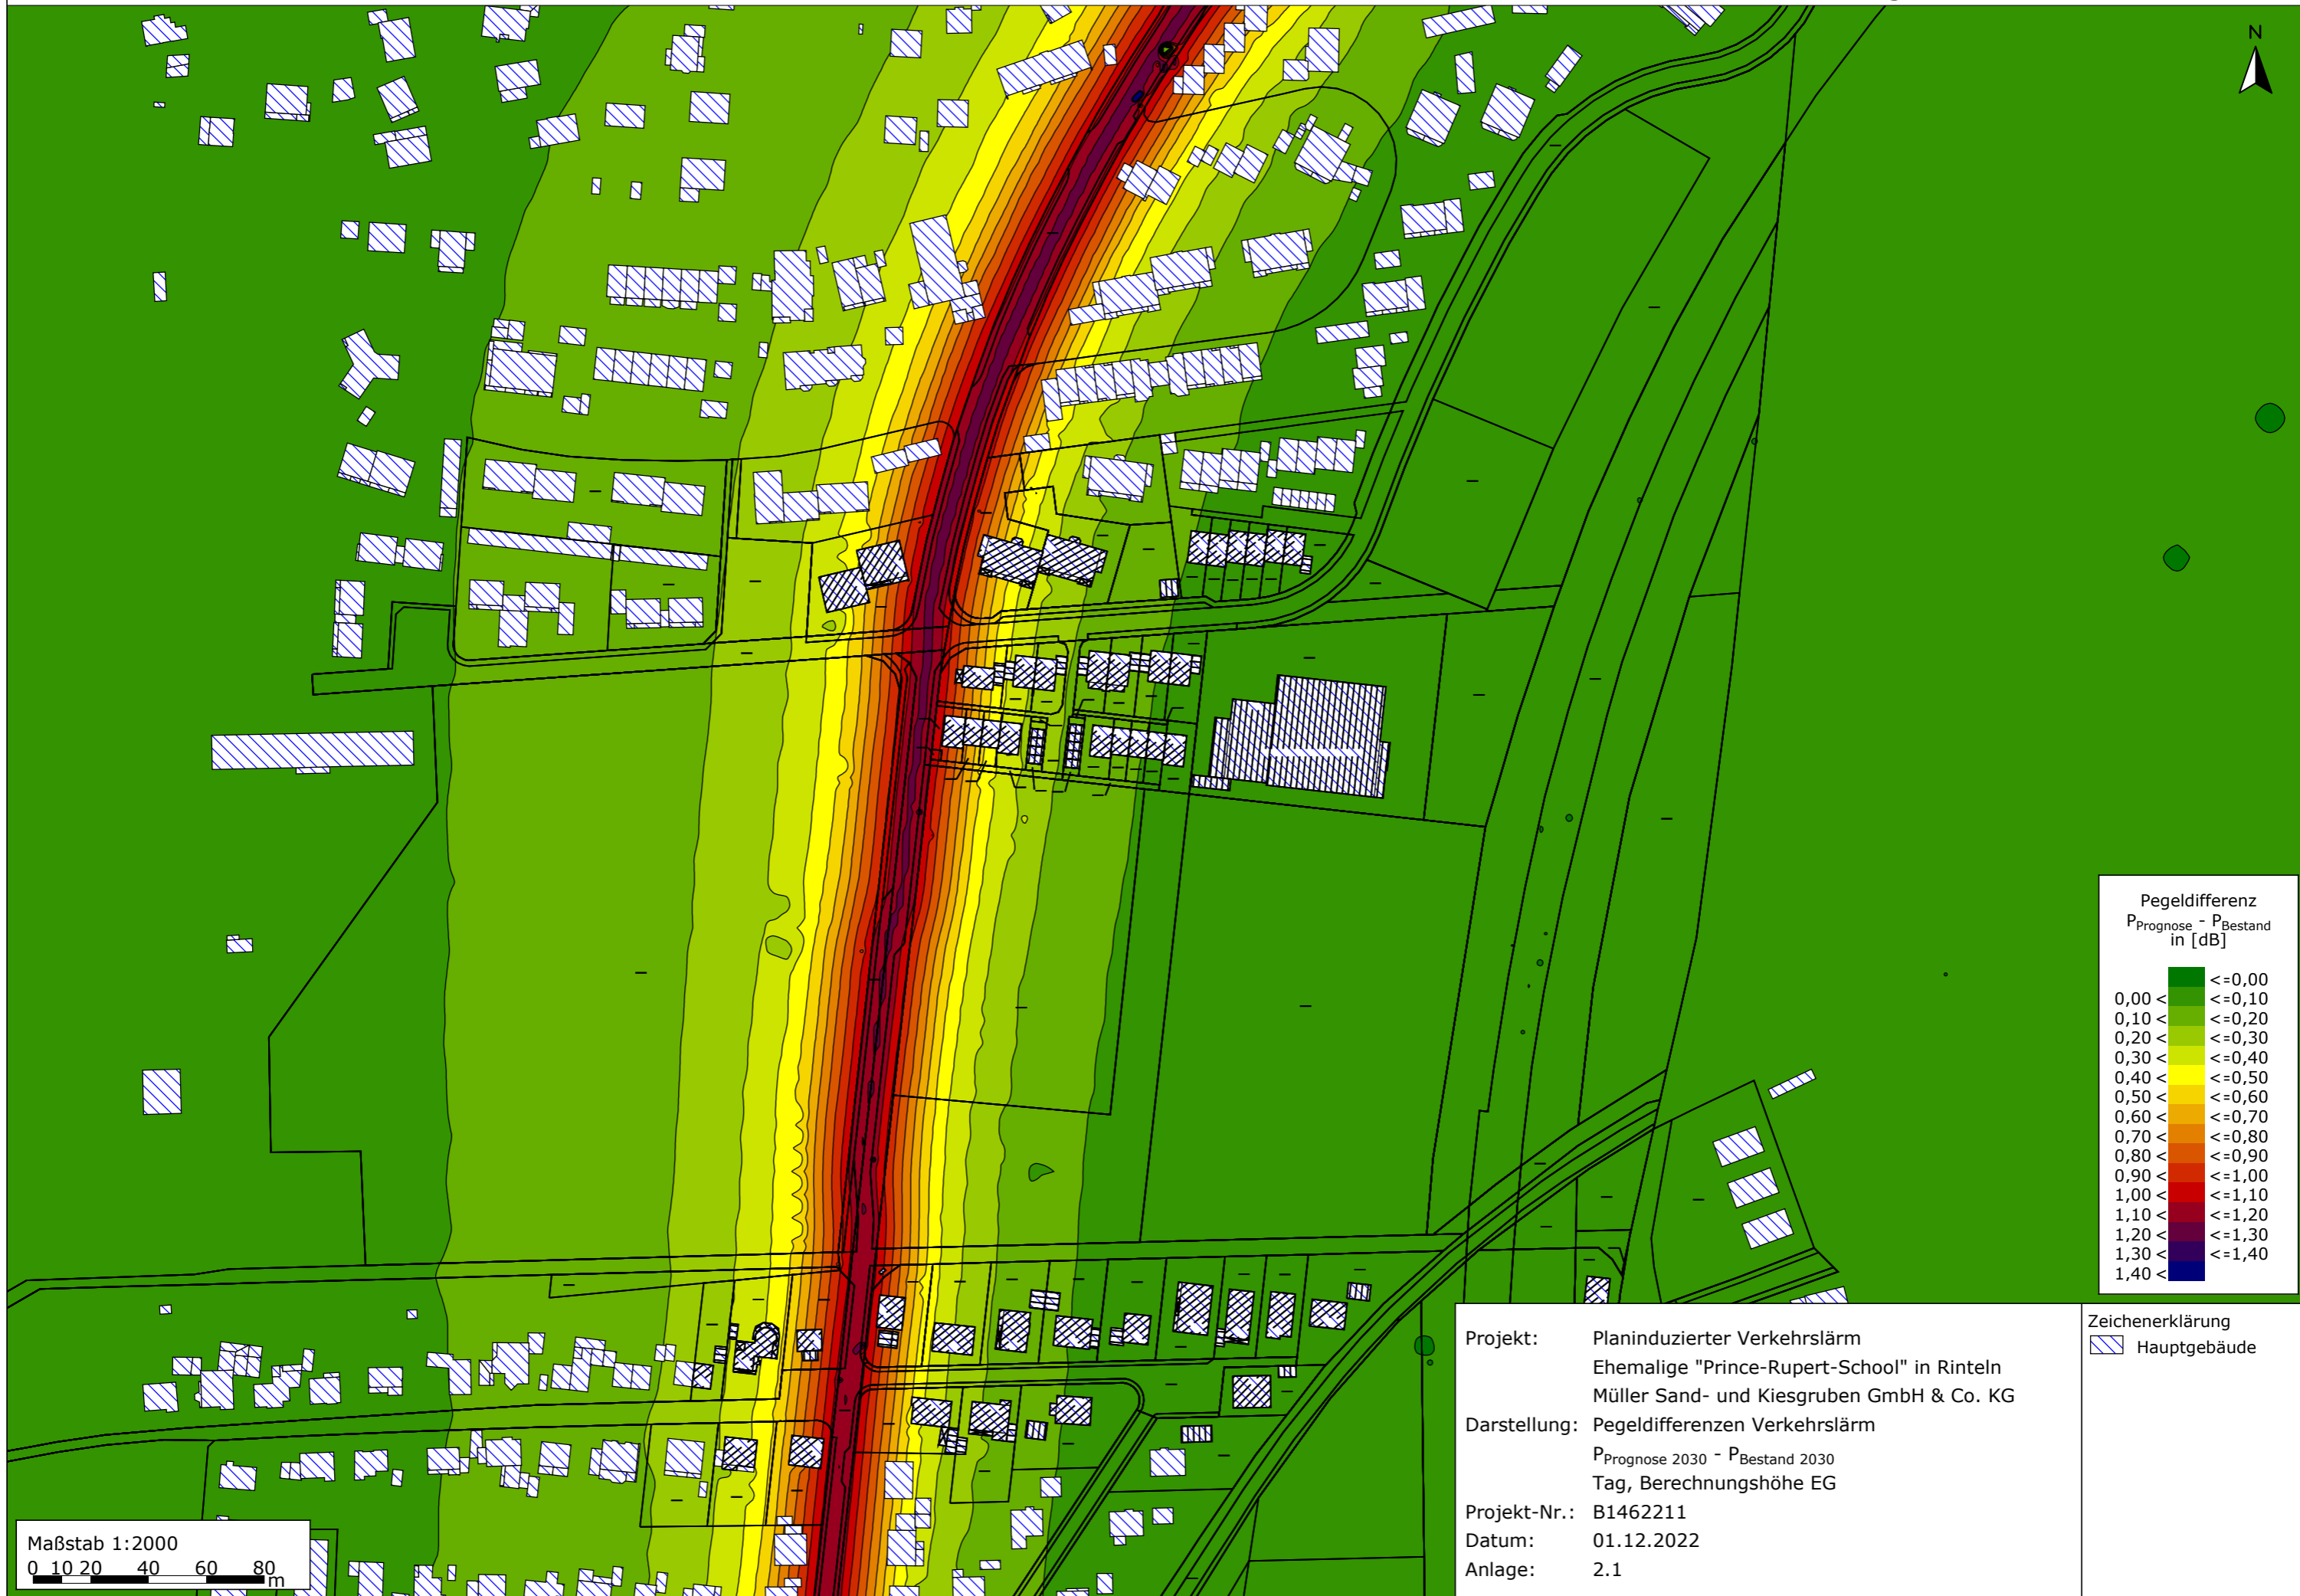 N
Pegeldifferenz
P Prognose - P Bestand
in [dB]
<=0,00
0,00 < <=0,10
0,10 < <=0,20
0,20 < <=0,30
0,30 < <=0,40
0,40 < <=0,50
0,50 < <=0,60
0,60 < <=0,70
0,70 < <=0,80
0,80 < <=0,90
0,90 < <=1,00
1,00 < <=1,10
1,10 < <=1,20
1,20 < <=1,30
1,30 < <=1,40
1,40 <
Projekt: Planinduzierter Verkehrslärm
Ehemalige "Prince-Rupert-School" in Rinteln
Müller Sand- und Kiesgruben GmbH & Co. KG
Darstellung: Pegeldifferenzen Verkehrslärm
P Prognose 2030 - P Bestand 2030
Tag, Berechnungshöhe EG
Projekt-Nr.: B1462211
Datum: 01.12.2022
Anlage: 2.1
Zeichenerklärung
Hauptgebäude
Maßstab 1:2000
0 10 20 40 60 80
m